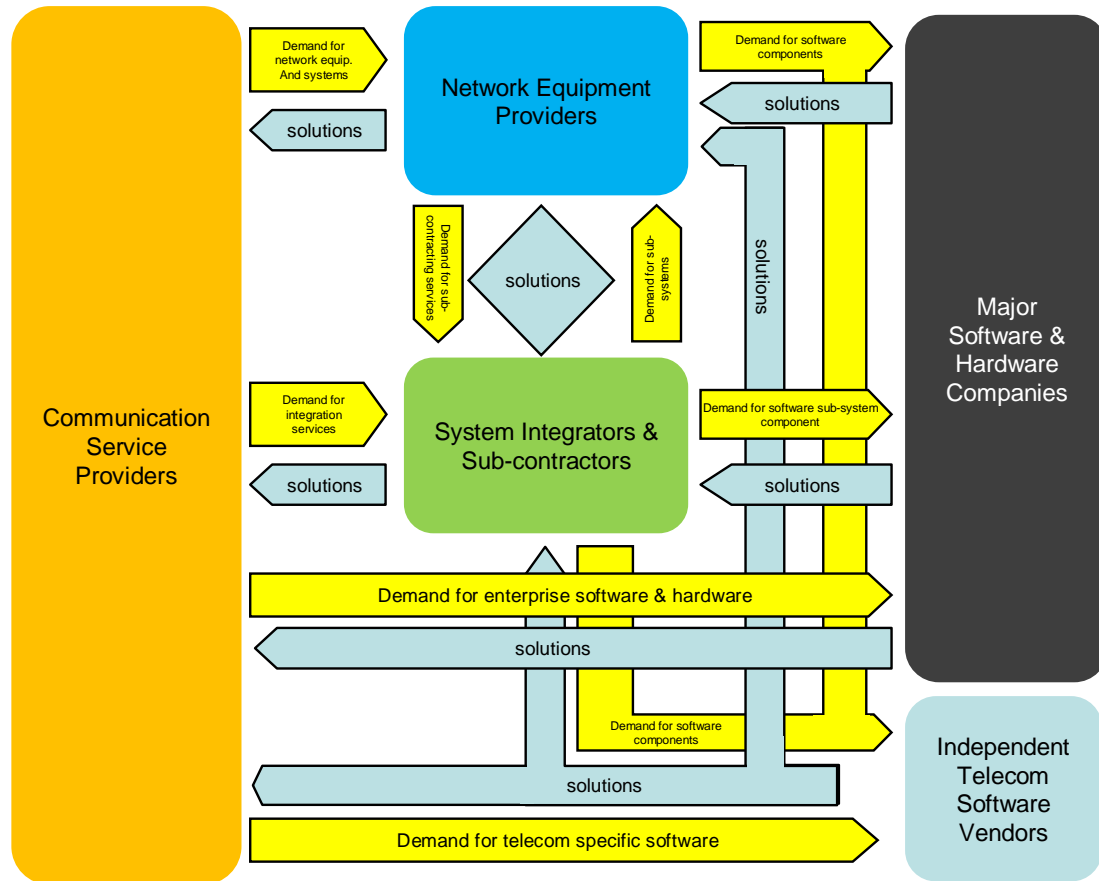 Demand for
network equip.
And systems
solutions
Network Equipment
Providers
Demand for software
components
solutions
Demand for sub-
contracting services
solutions
Demand for sub-
systems
solutions
Major
Software &
Hardware
Companies
Communication
Service
Providers
Demand for
integration
services
solutions
System Integrators &
Sub-contractors
Demand for software sub-system
component
solutions
Demand for enterprise software & hardware
solutions
Demand for software
components
solutions
Demand for telecom specific software
Independent
Telecom
Software
Vendors